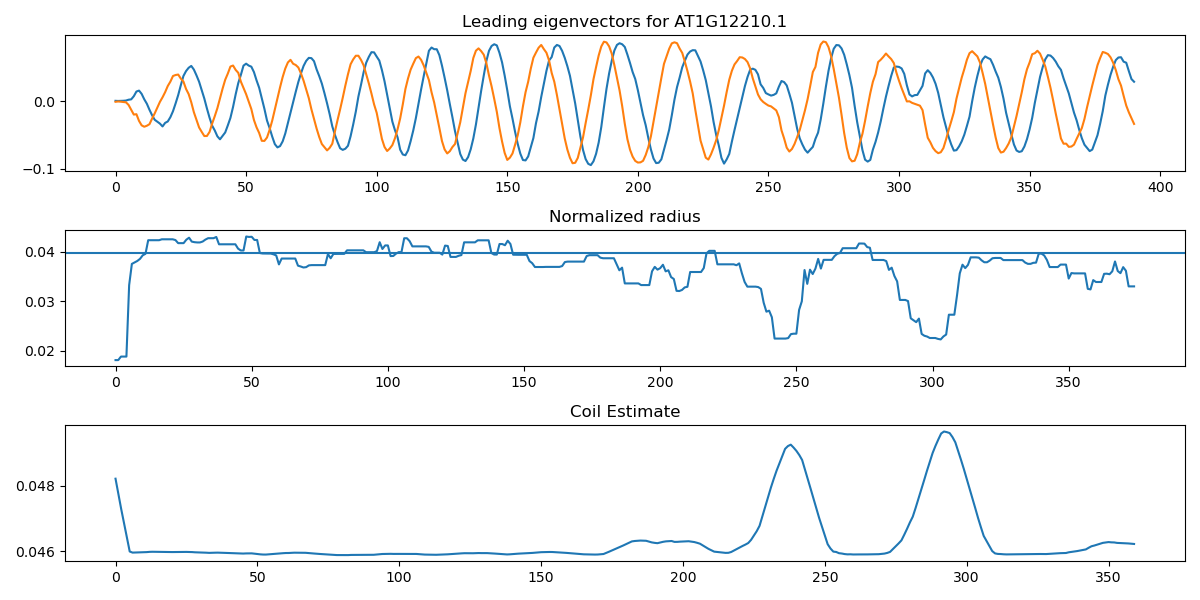 Leading eigenvectors for AT1G12210.1
0.0
−0.1
0 50 100 150 200 250 300 350 400
Normalized radius
0.04
0.03
0.02
0 50 100 150 200 250 300 350
Coil Estimate
0.048
0.046
0 50 100 150 200 250 300 350